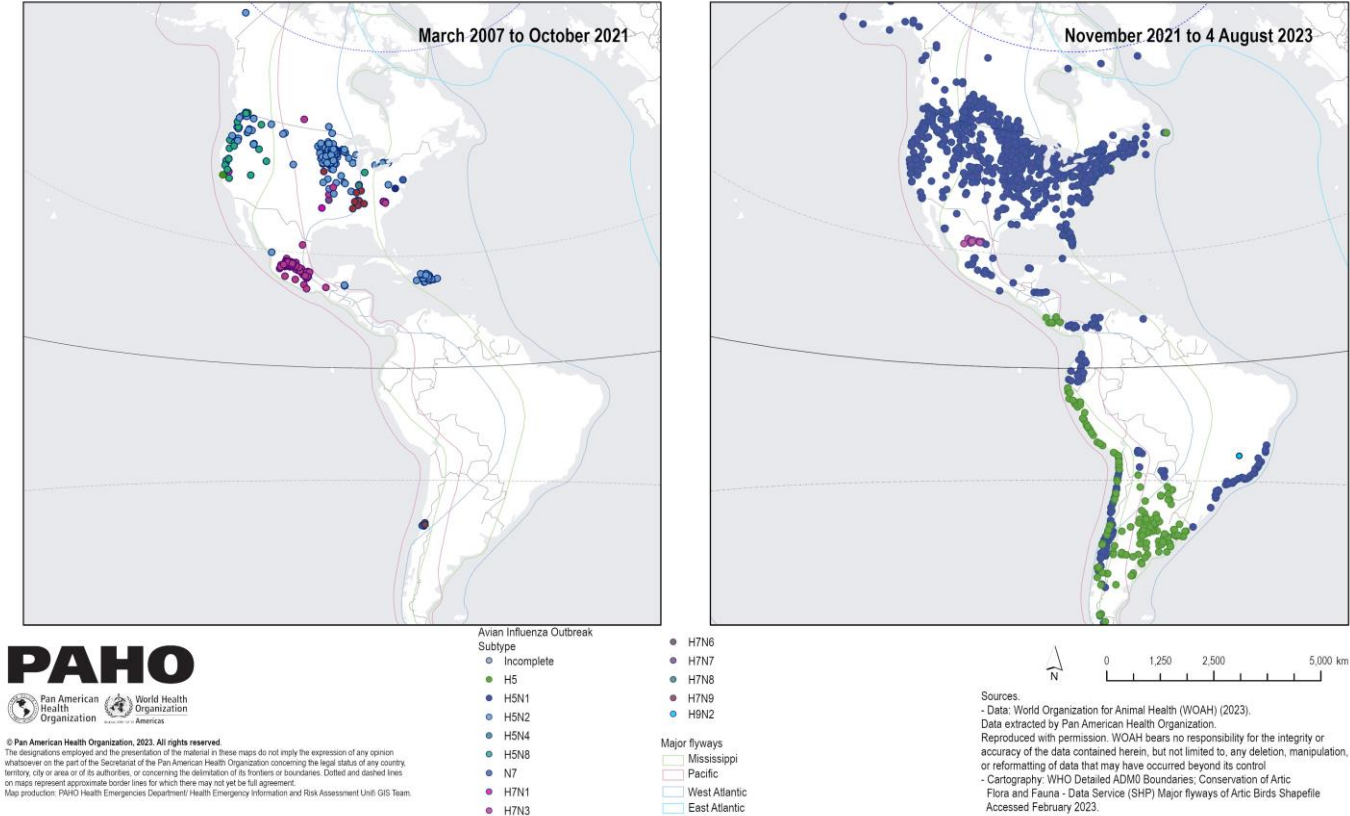 March 2007 to October 2021
November 2021 to 4 August 2023
PAHO
Pan American
Health
Organization
World Health
Organization
Americas
© Pan American Health Organization, 2023. All rights reserved.
The designations employed and the presentation of the material in these maps do not imply the expression of any opinion
whatsoever on the part of the Secretariat of the Pan American Health Organization concerning the legal status of any country,
territory, city or area or of its authorities, or concerning the delimitation of its frontiers or boundaries. Dotted and dashed lines
on maps represent approximate border lines for which there may not yet be full agreement.
Map production: PAHO Health Emergencies Department/ Health Emergency Information and Risk Assessment Unit\ GIS Team.
Avian Influenza Outbreak
Subtype
Incomplete
H5
H5N1
H5N2
H5N4
H5N8
N7
H7N1
H7N3
H7N6
H7N7
H7N8
H7N9
H9N2
Major flyways
Mississippi
Pacific
West Atlantic
East Atlantic
N
0 1,250 2,500 5,000 km
Sources.
- Data: World Organization for Animal Health (WOAH) (2023).
Data extracted by Pan American Health Organization.
Reproduced with permission. WOAH bears no responsibility for the integrity or
accuracy of the data contained herein, but not limited to, any deletion, manipulation,
or reformatting of data that may have occurred beyond its control
- Cartography: WHO Detailed ADM0 Boundaries; Conservation of Artic
Flora and Fauna - Data Service (SHP) Major flyways of Artic Birds Shapefile
Accessed February 2023.